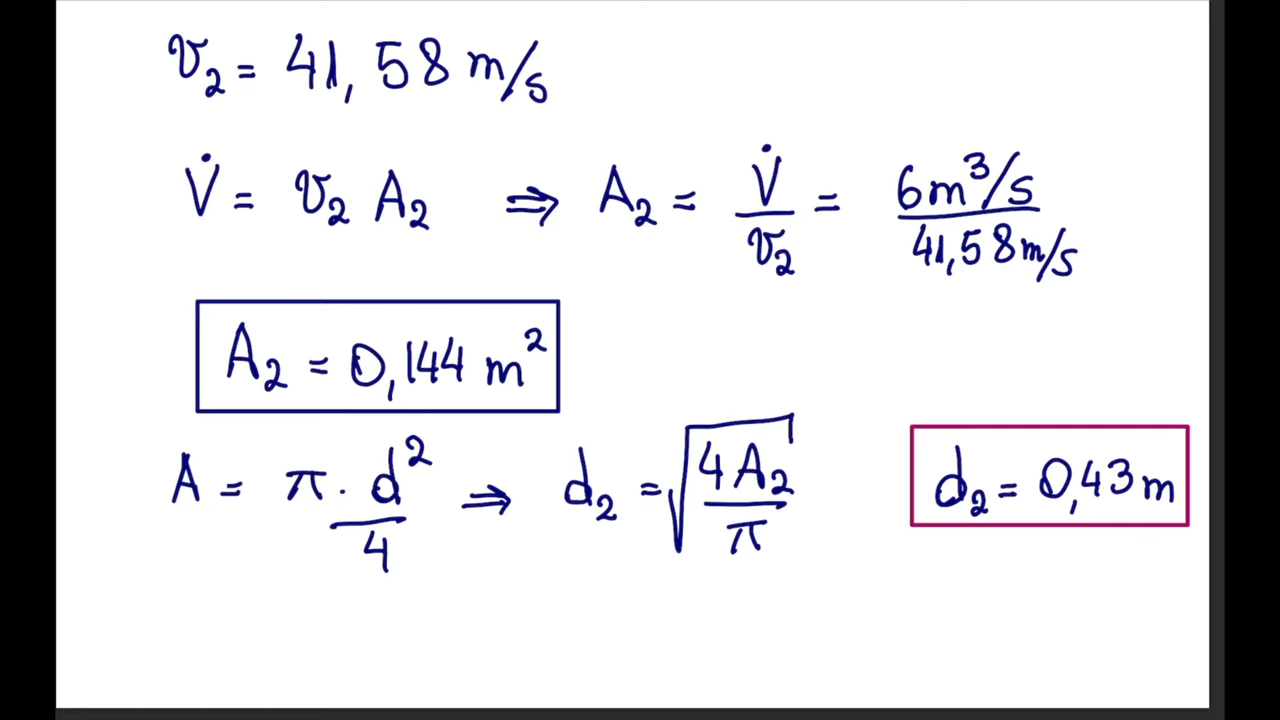 v₂ = 41,58 m/s
V̇ = v₂ A₂ ⇒ A₂ = V̇/v₂ = 6m³/s / 41,58m/s
A₂ = 0,144 m²
A = π · d²/4 ⇒ d₂ = √(4A₂/π) d₂ = 0,43m